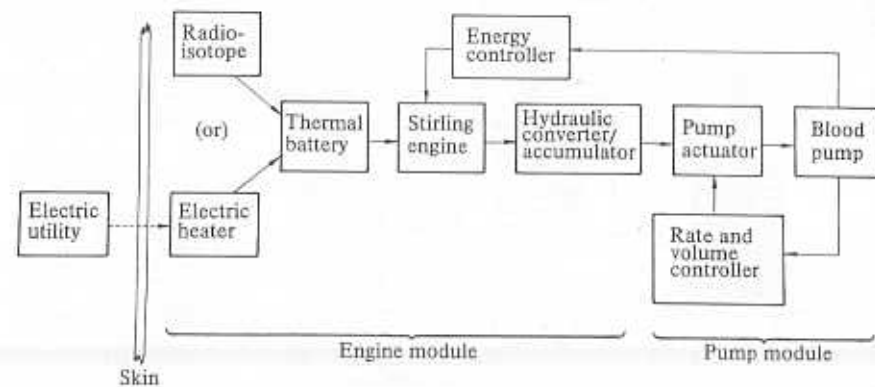 Radio-
isotope
Energy
controller
(or)
Thermal
battery
Stirling
engine
Hydraulic
converter/
accumulator
Pump
actuator
Blood
pump
Electric
utility
Electric
heater
Rate and
volume
controller
Engine module
Pump module
Skin